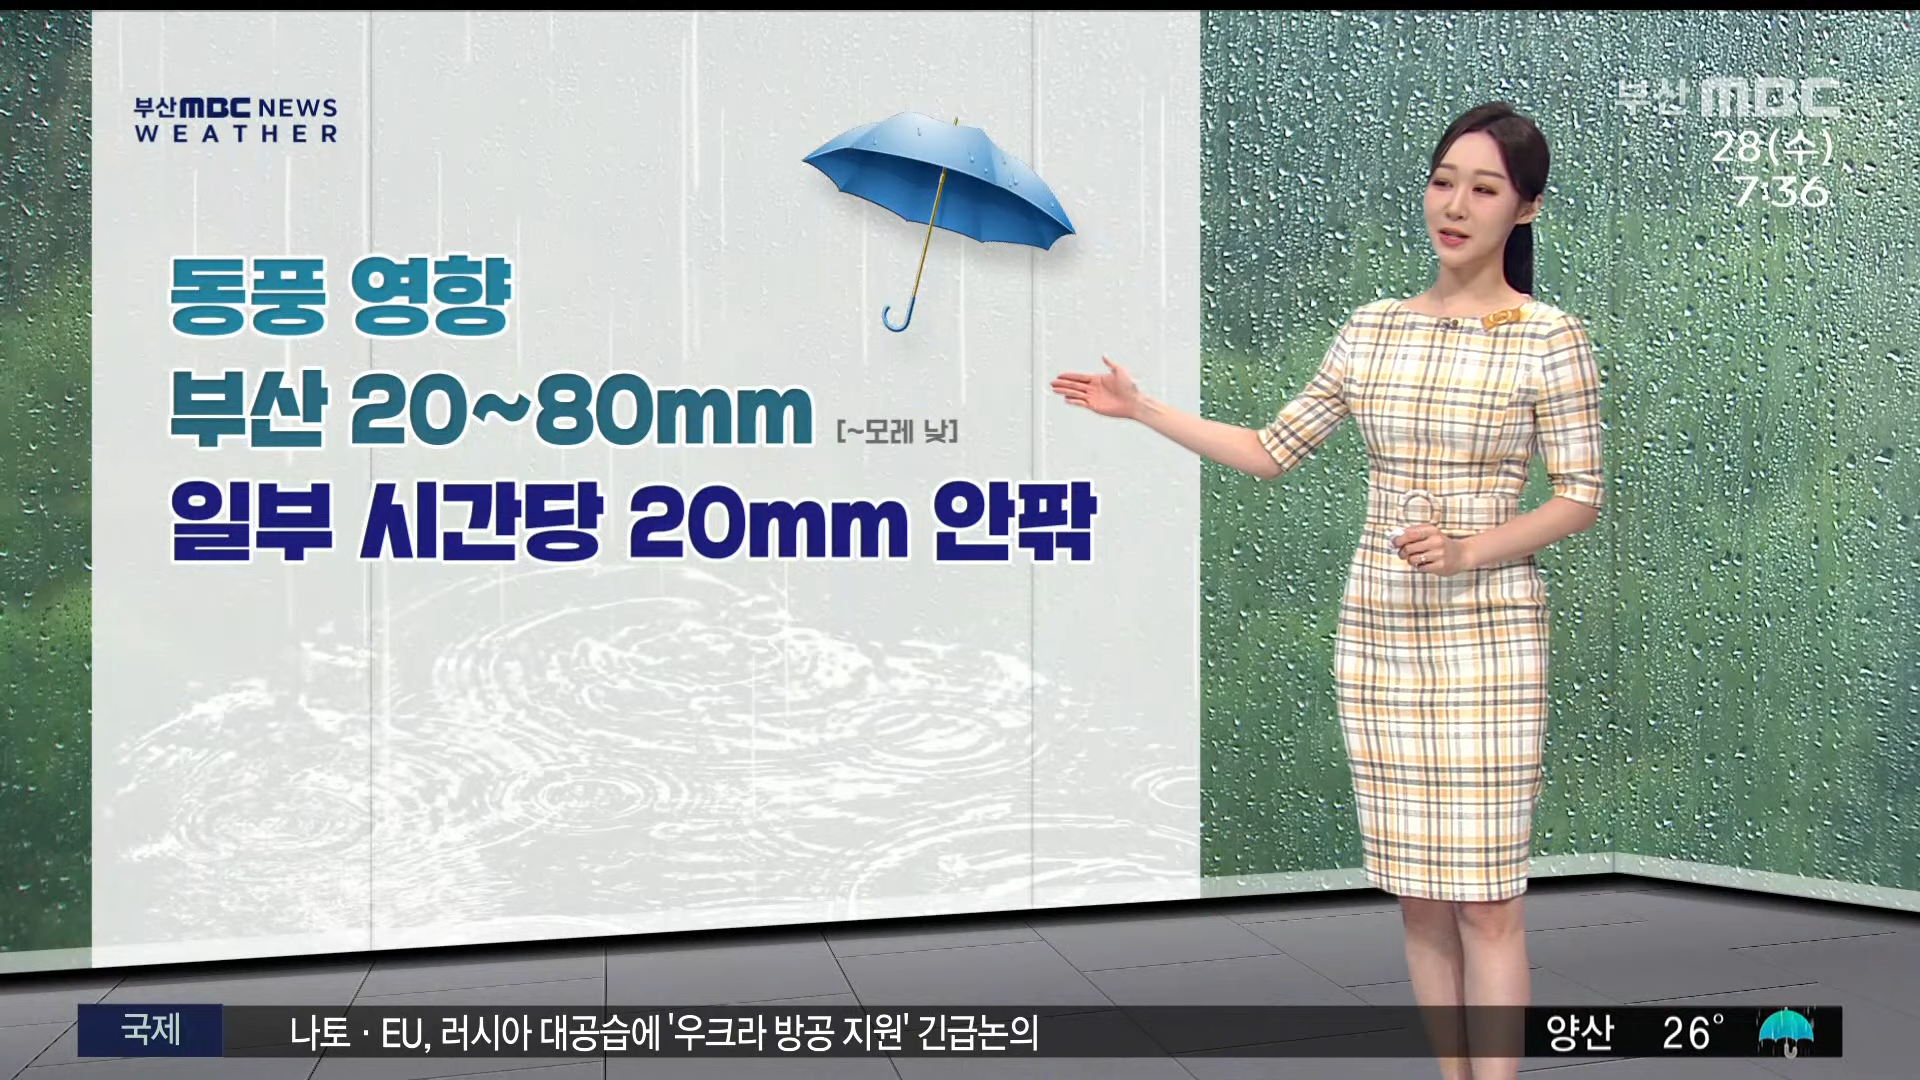 부산MBC NEWS
WEATHER
부산 MBC
28(수)
7:36
동풍 영향
부산 20~80mm [~모레 낮]
일부 시간당 20mm 안팎
국제 나토·EU, 러시아 대공습에 '우크라 방공 지원' 긴급논의
양산 26°